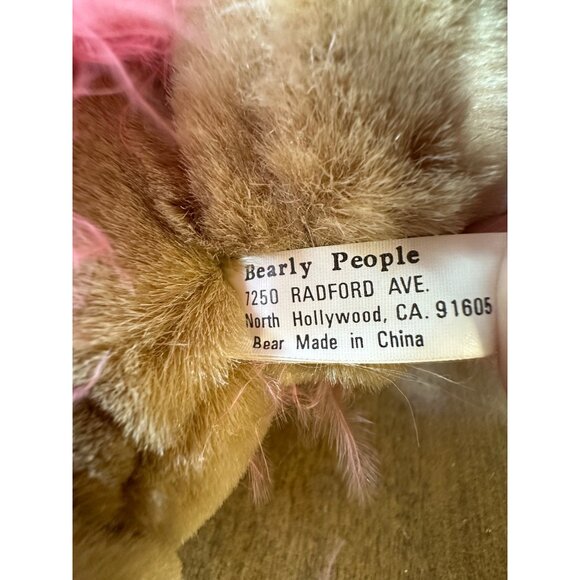 Bearly People
7250 RADFORD AVE.
North Hollywood, CA. 91605
Bear Made in China